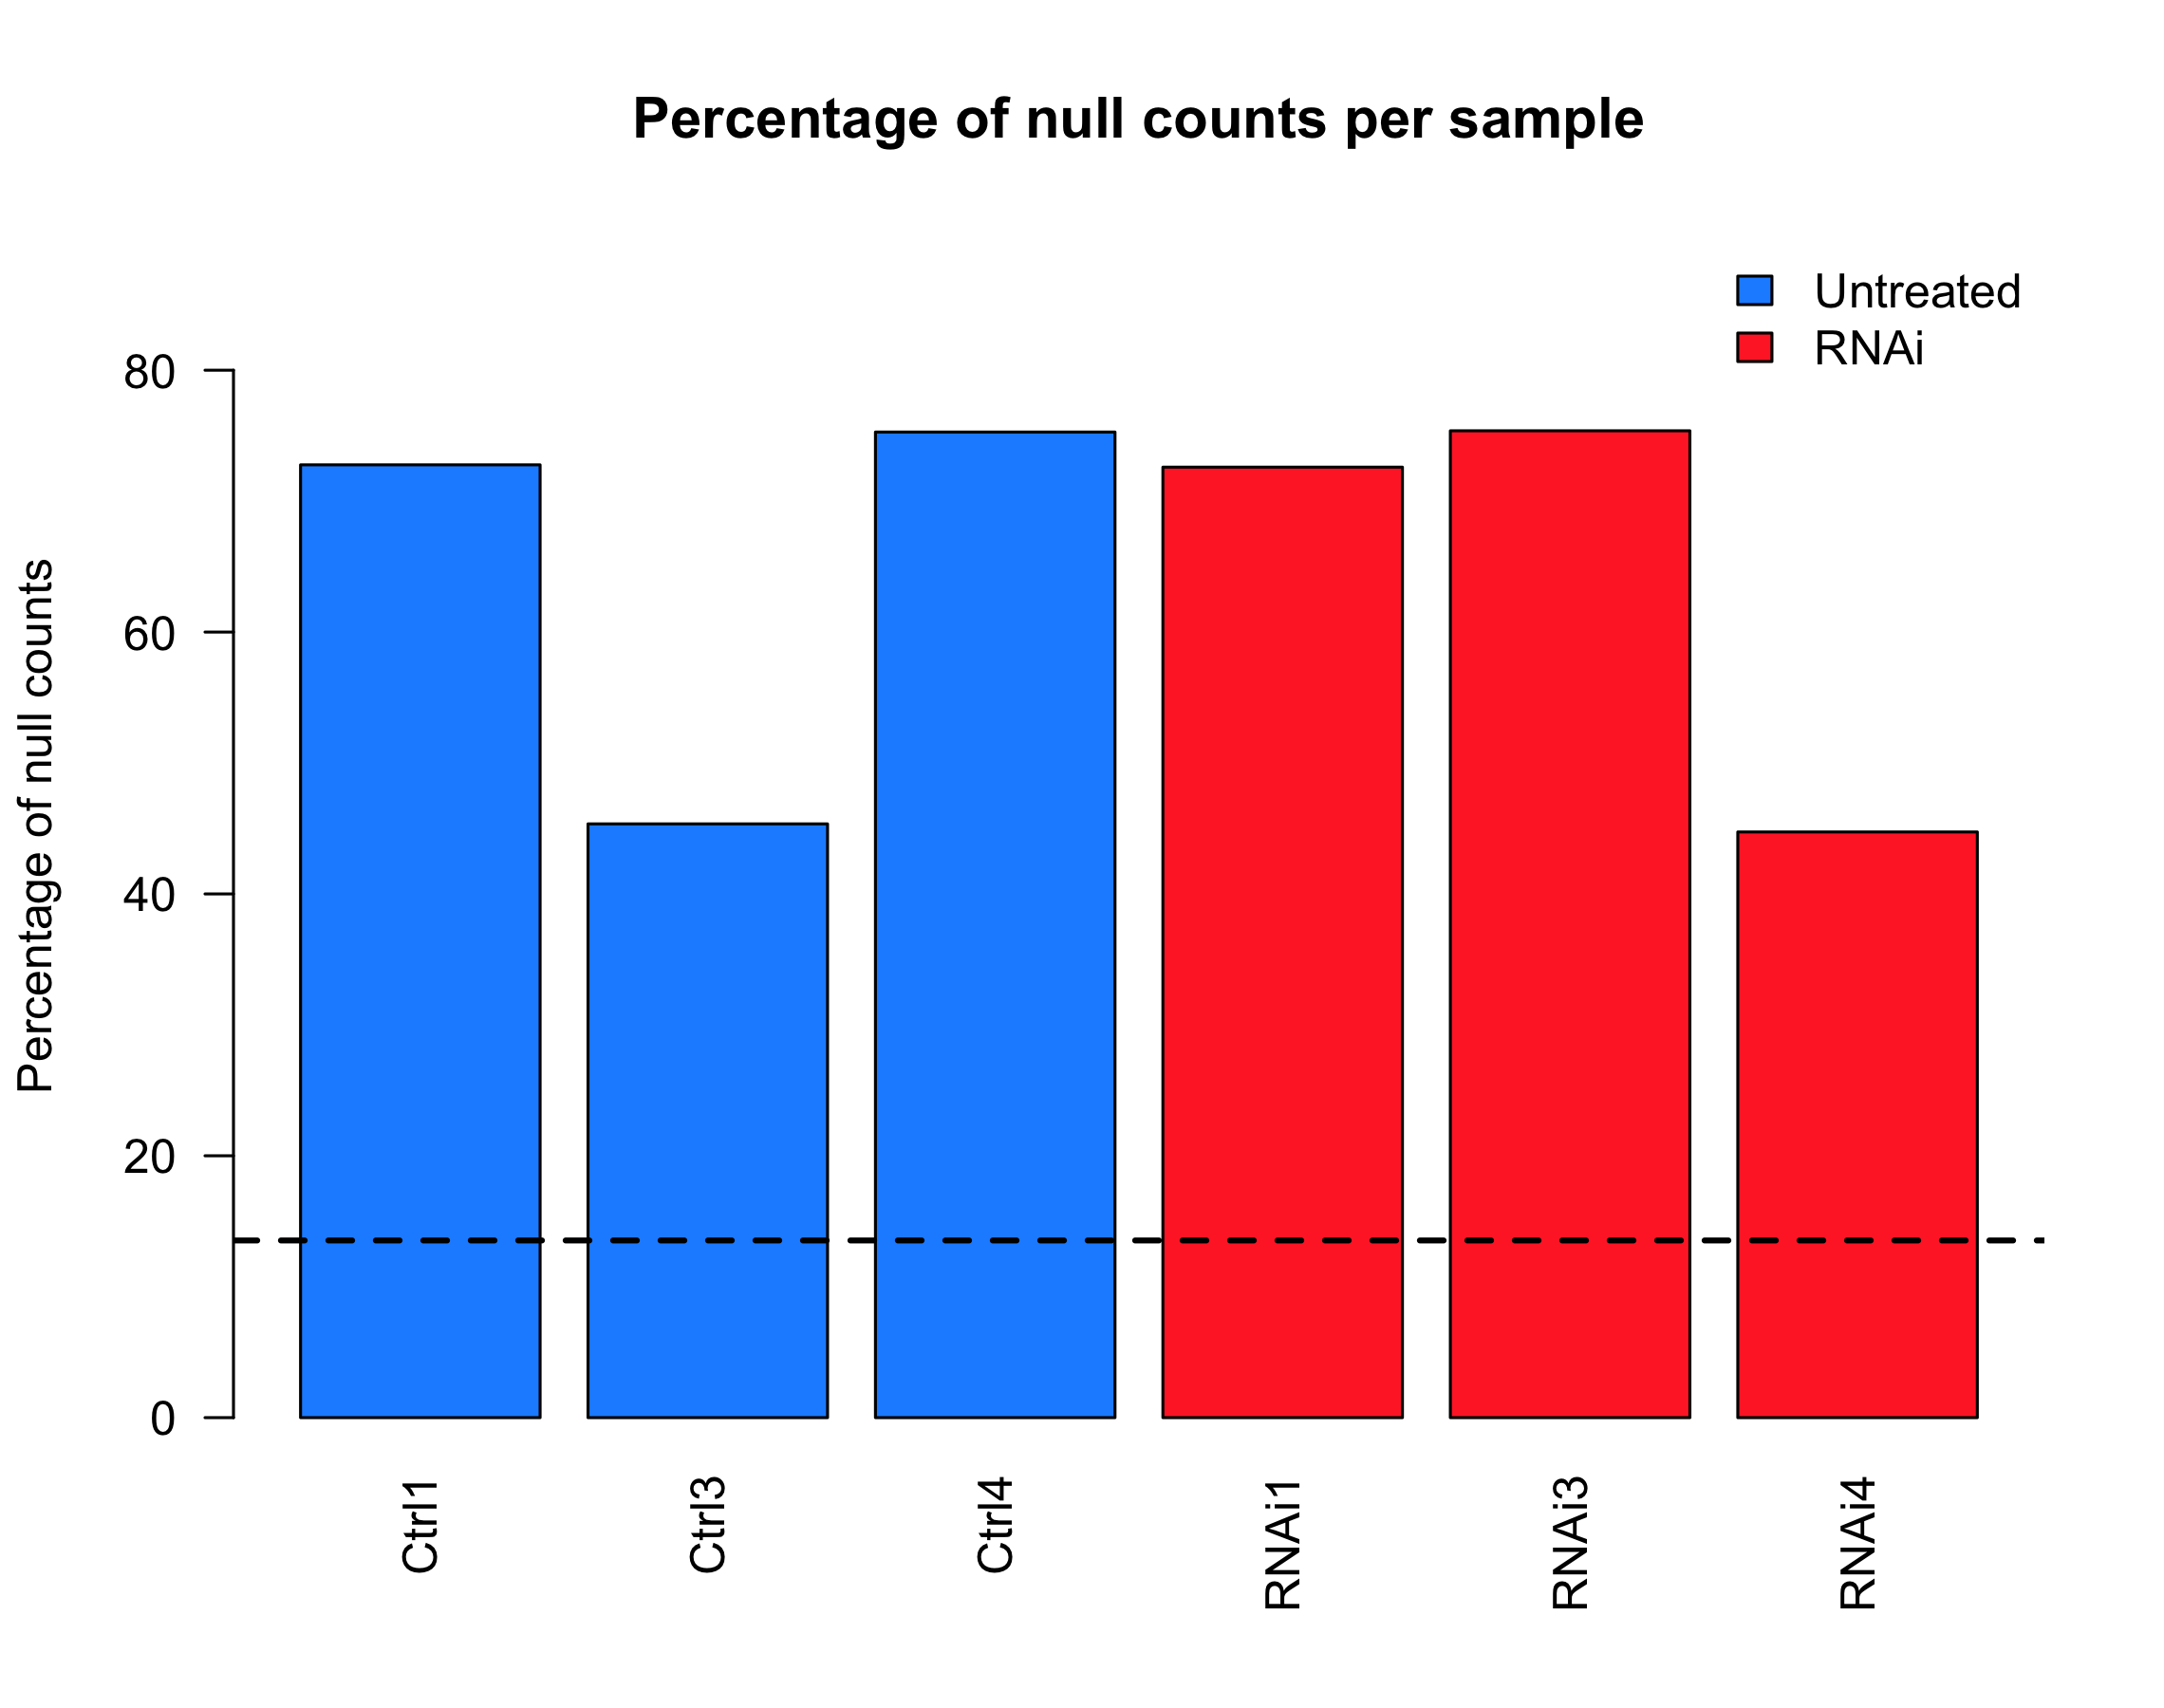 Percentage of null counts per sample
Untreated
RNAi
Percentage of null counts
80
60
40
20
0
Ctrl1
Ctrl3
Ctrl4
RNAi1
RNAi3
RNAi4